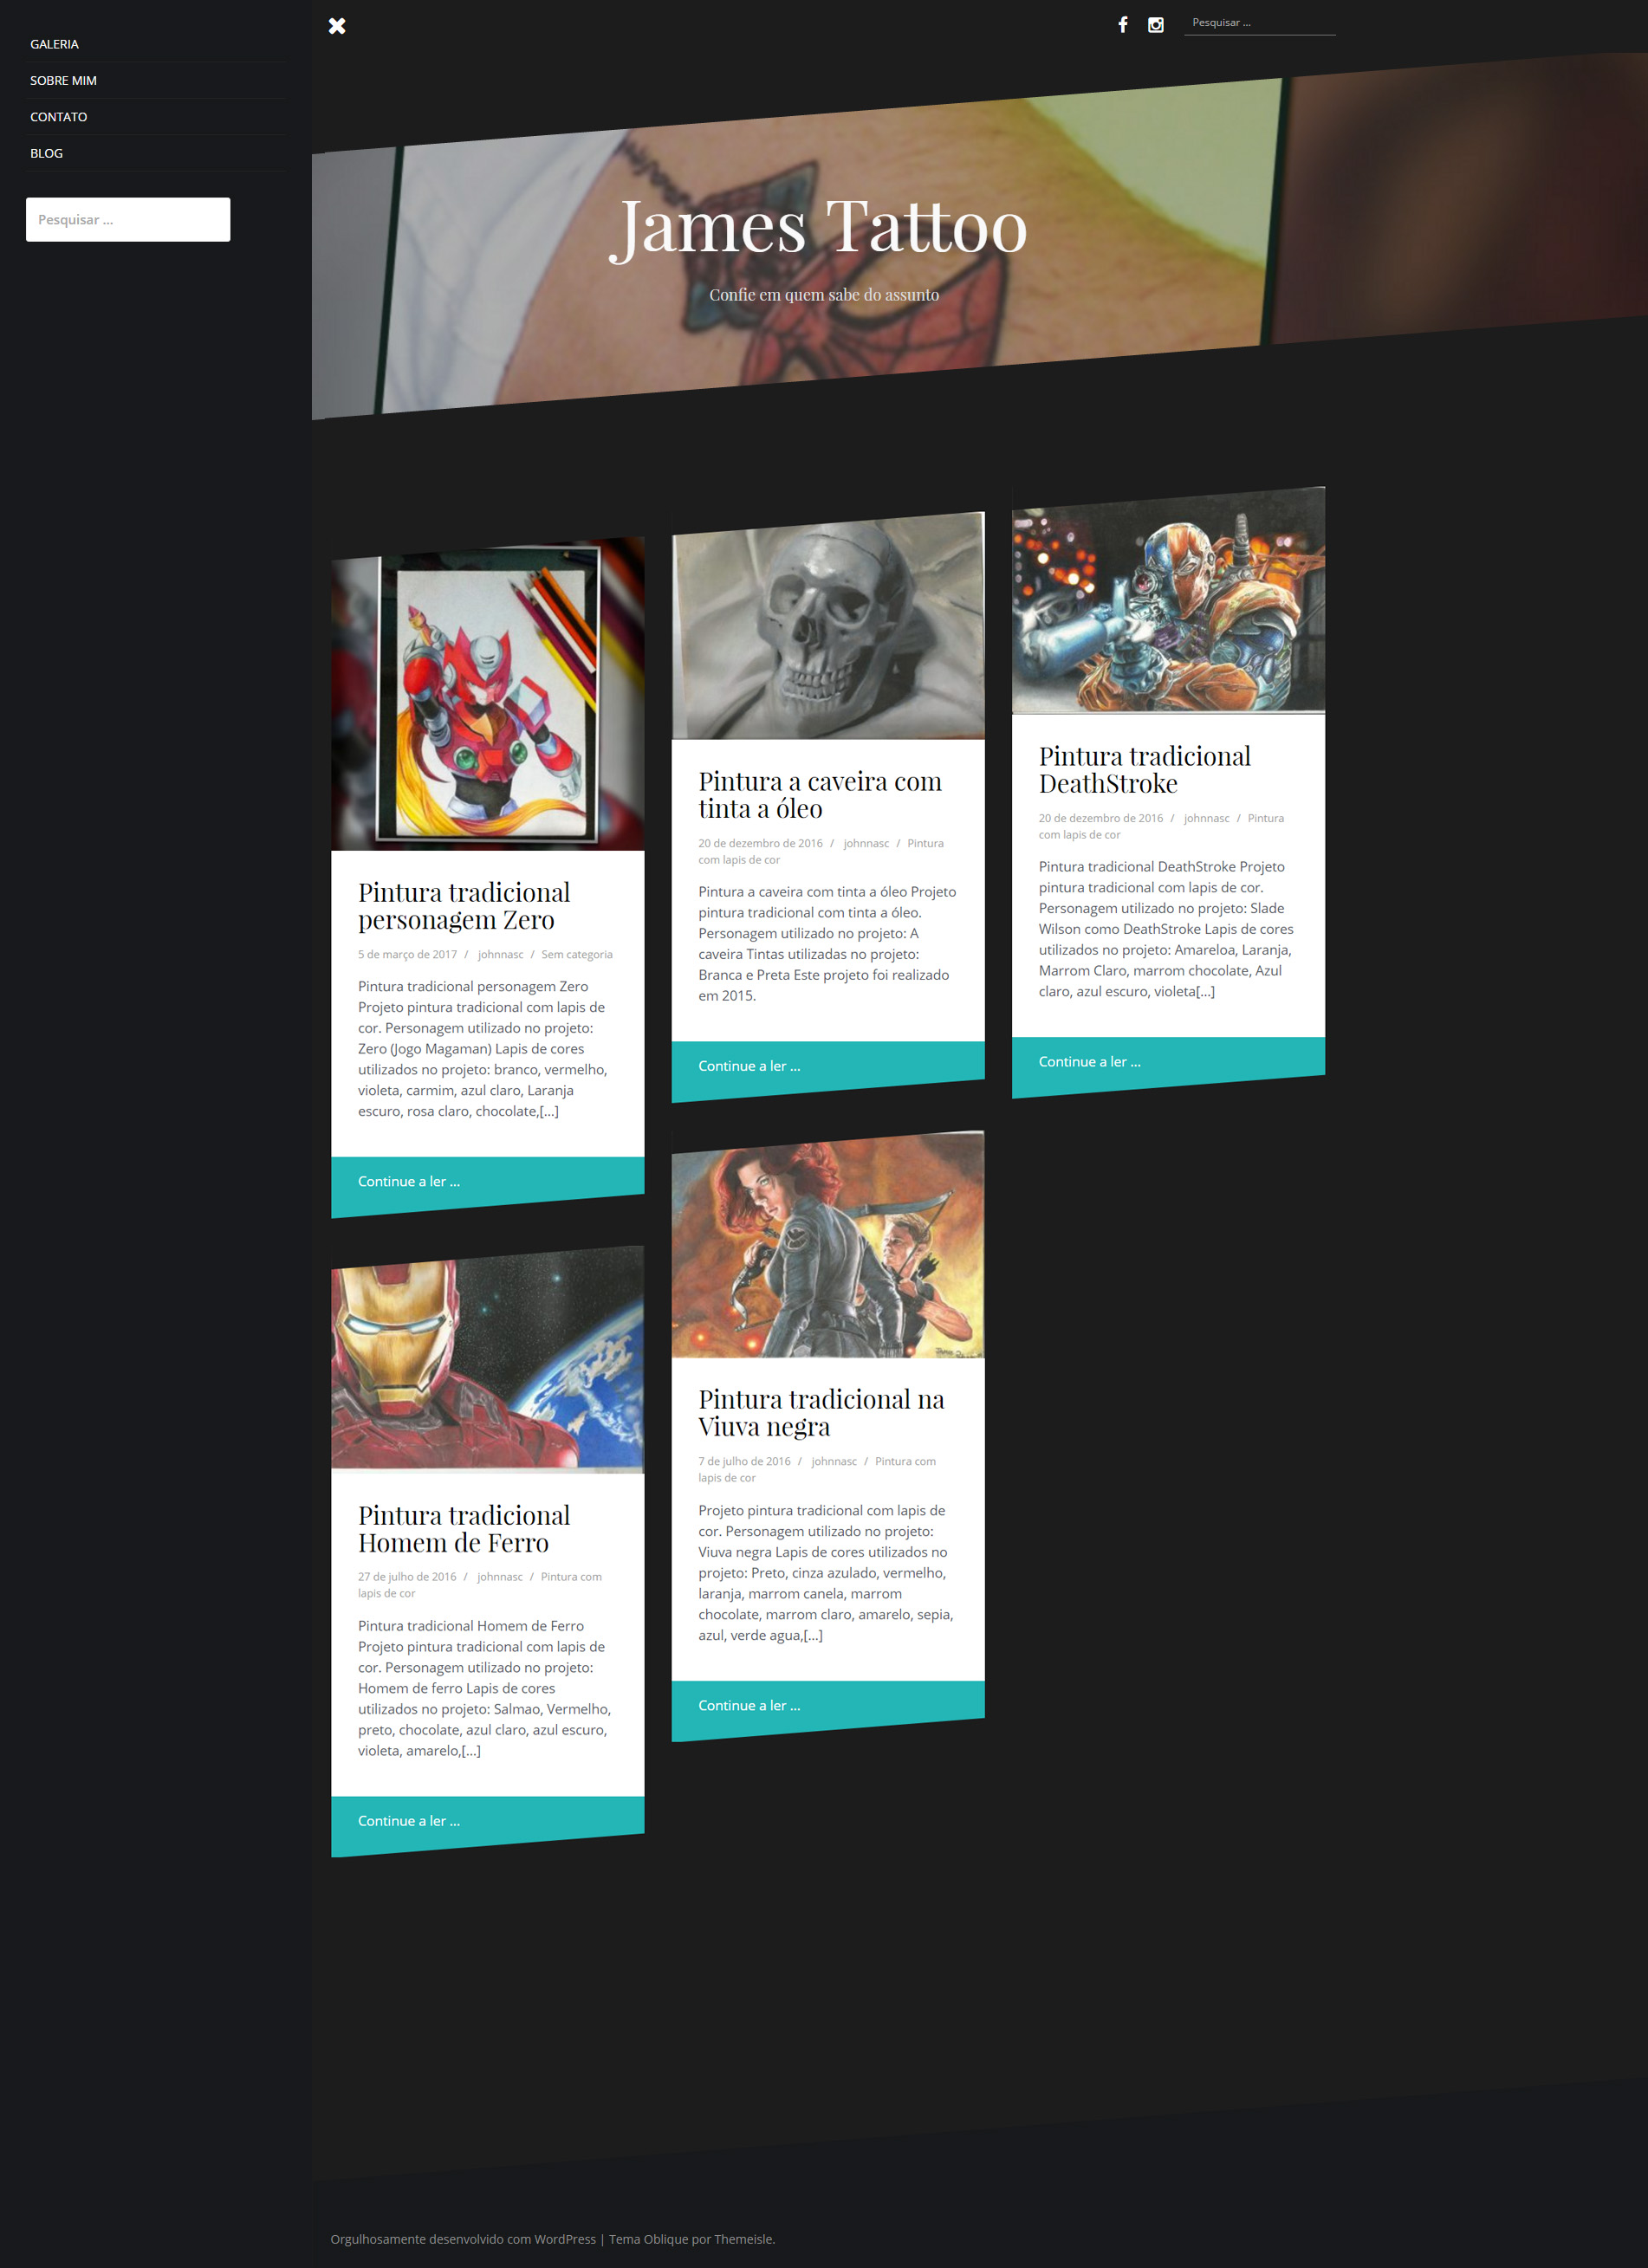 GALERIA
SOBRE MIM
CONTATO
BLOG
Pesquisar ...
Pesquisar ...
James Tattoo
Confie em quem sabe do assunto
Pintura tradicional
personagem Zero
5 de março de 2017 / johnnasc / Sem categoria
Pintura tradicional personagem Zero
Projeto pintura tradicional com lapis de
cor. Personagem utilizado no projeto:
Zero (Jogo Magaman) Lapis de cores
utilizados no projeto: branco, vermelho,
violeta, carmim, azul claro, Laranja
escuro, rosa claro, chocolate,[...]
Continue a ler ...
Pintura a caveira com
tinta a óleo
20 de dezembro de 2016 / johnnasc / Pintura
com lapis de cor
Pintura a caveira com tinta a óleo Projeto
pintura tradicional com tinta a óleo.
Personagem utilizado no projeto: A
caveira Tintas utilizadas no projeto:
Branca e Preta Este projeto foi realizado
em 2015.
Continue a ler ...
Pintura tradicional
DeathStroke
20 de dezembro de 2016 / johnnasc / Pintura
com lapis de cor
Pintura tradicional DeathStroke Projeto
pintura tradicional com lapis de cor.
Personagem utilizado no projeto: Slade
Wilson como DeathStroke Lapis de cores
utilizados no projeto: Amareloa, Laranja,
Marrom Claro, marrom chocolate, Azul
claro, azul escuro, violeta[...]
Continue a ler ...
Pintura tradicional
Homem de Ferro
27 de julho de 2016 / johnnasc / Pintura com
lapis de cor
Pintura tradicional Homem de Ferro
Projeto pintura tradicional com lapis de
cor. Personagem utilizado no projeto:
Homem de ferro Lapis de cores
utilizados no projeto: Salmao, Vermelho,
preto, chocolate, azul claro, azul escuro,
violeta, amarelo,[...]
Continue a ler ...
Pintura tradicional na
Viuva negra
7 de julho de 2016 / johnnasc / Pintura com
lapis de cor
Projeto pintura tradicional com lapis de
cor. Personagem utilizado no projeto:
Viuva negra Lapis de cores utilizados no
projeto: Preto, cinza azulado, vermelho,
laranja, marrom canela, marrom
chocolate, marrom claro, amarelo, sepia,
azul, verde agua,[...]
Continue a ler ...
Orgulhosamente desenvolvido com WordPress | Tema Oblique por Themeisle.